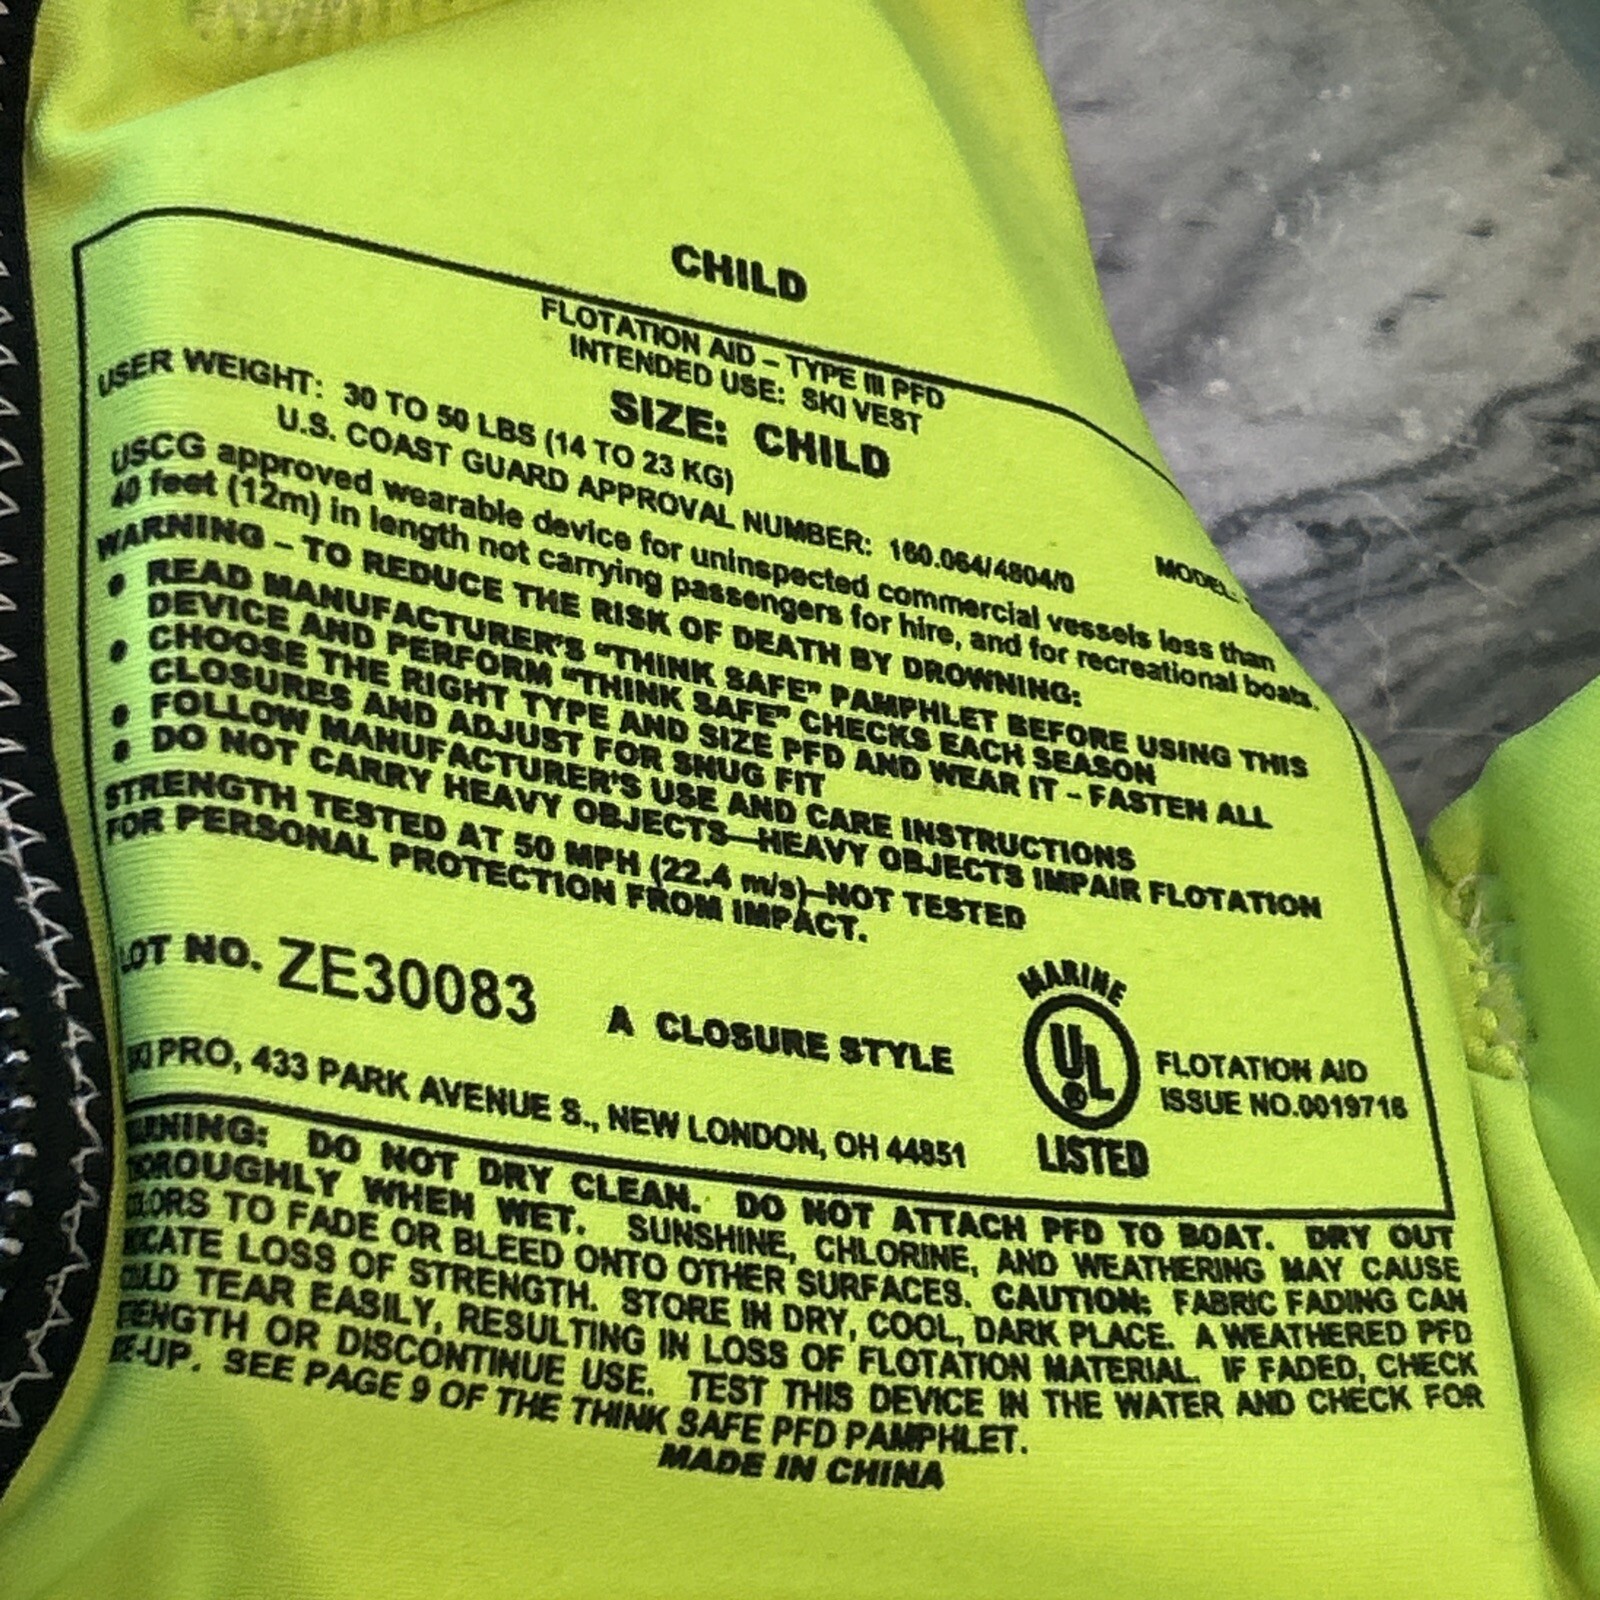 CHILD
FLOTATION AID – TYPE III PFD
INTENDED USE: SKI VEST
SIZE: CHILD
USER WEIGHT: 30 TO 50 LBS (14 TO 23 KG)
U.S. COAST GUARD APPROVAL NUMBER: 160.064/4804/0 MODEL:
USCG approved wearable device for uninspected commercial vessels less than
40 feet (12m) in length not carrying passengers for hire, and for recreational boats.
WARNING – TO REDUCE THE RISK OF DEATH BY DROWNING:
• READ MANUFACTURER'S "THINK SAFE" PAMPHLET BEFORE USING THIS
DEVICE AND PERFORM "THINK SAFE" CHECKS EACH SEASON
• CHOOSE THE RIGHT TYPE AND SIZE PFD AND WEAR IT – FASTEN ALL
CLOSURES AND ADJUST FOR SNUG FIT
• FOLLOW MANUFACTURER'S USE AND CARE INSTRUCTIONS
• DO NOT CARRY HEAVY OBJECTS—HEAVY OBJECTS IMPAIR FLOTATION
STRENGTH TESTED AT 50 MPH (22.4 m/s)–NOT TESTED
FOR PERSONAL PROTECTION FROM IMPACT.
LOT NO. ZE30083
A CLOSURE STYLE
MARINE
UL
®
LISTED
FLOTATION AID
ISSUE NO.0019716
PRO, 433 PARK AVENUE S., NEW LONDON, OH 44851
DO NOT DRY CLEAN. DO NOT ATTACH PFD TO BOAT. DRY OUT
WHEN WET. SUNSHINE, CHLORINE, AND WEATHERING MAY CAUSE
TO FADE OR BLEED ONTO OTHER SURFACES. CAUTION: FABRIC FADING CAN
LOSS OF STRENGTH. STORE IN DRY, COOL, DARK PLACE. A WEATHERED PFD
TEAR EASILY, RESULTING IN LOSS OF FLOTATION MATERIAL. IF FADED, CHECK
OR DISCONTINUE USE. TEST THIS DEVICE IN THE WATER AND CHECK FOR
SEE PAGE 9 OF THE THINK SAFE PFD PAMPHLET.
MADE IN CHINA